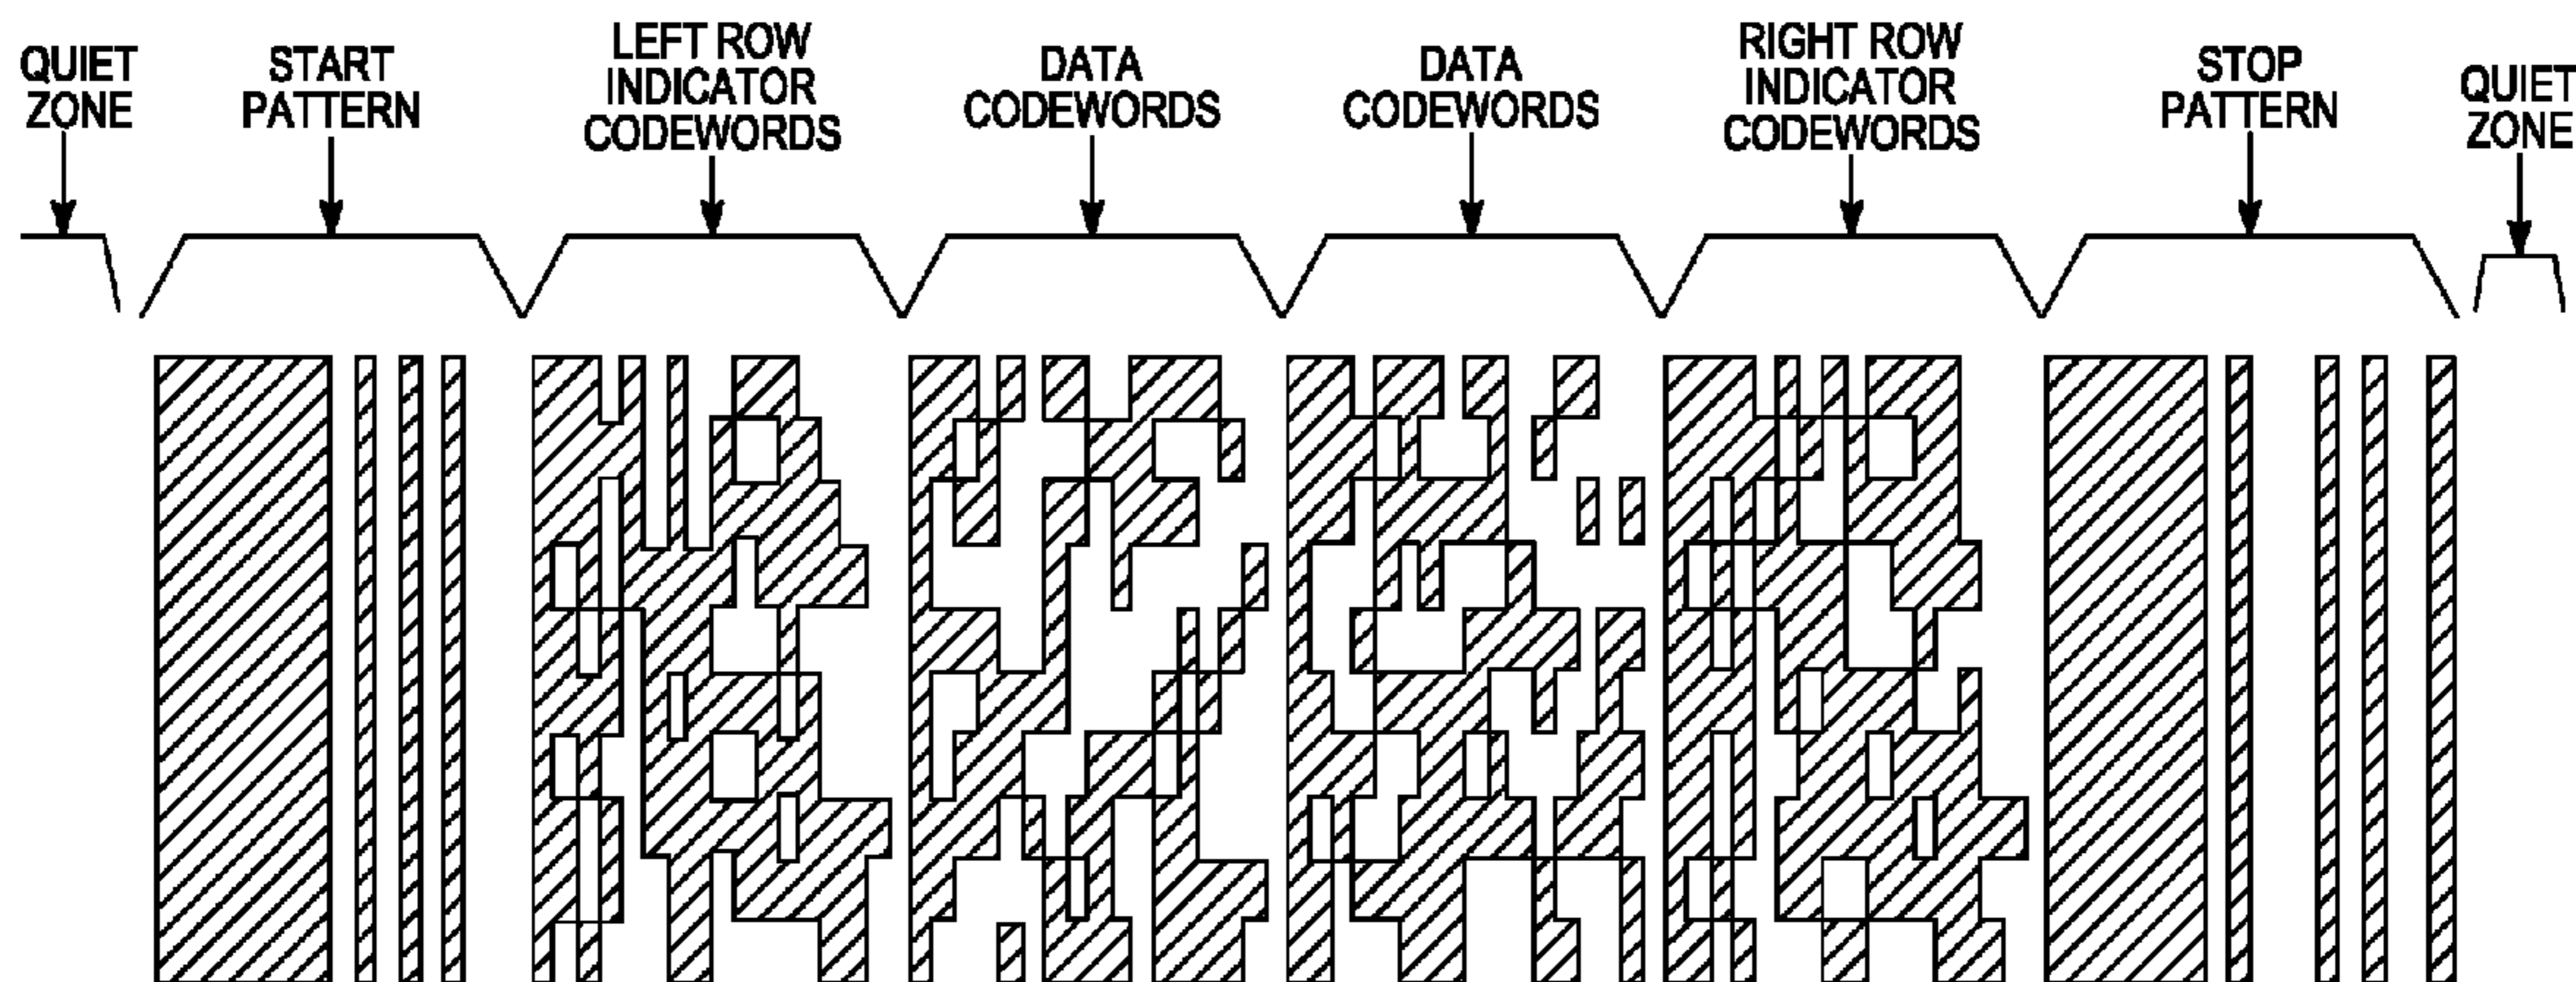 QUIET
ZONE
START
PATTERN
LEFT ROW
INDICATOR
CODEWORDS
DATA
CODEWORDS
DATA
CODEWORDS
RIGHT ROW
INDICATOR
CODEWORDS
STOP
PATTERN
QUIET
ZONE